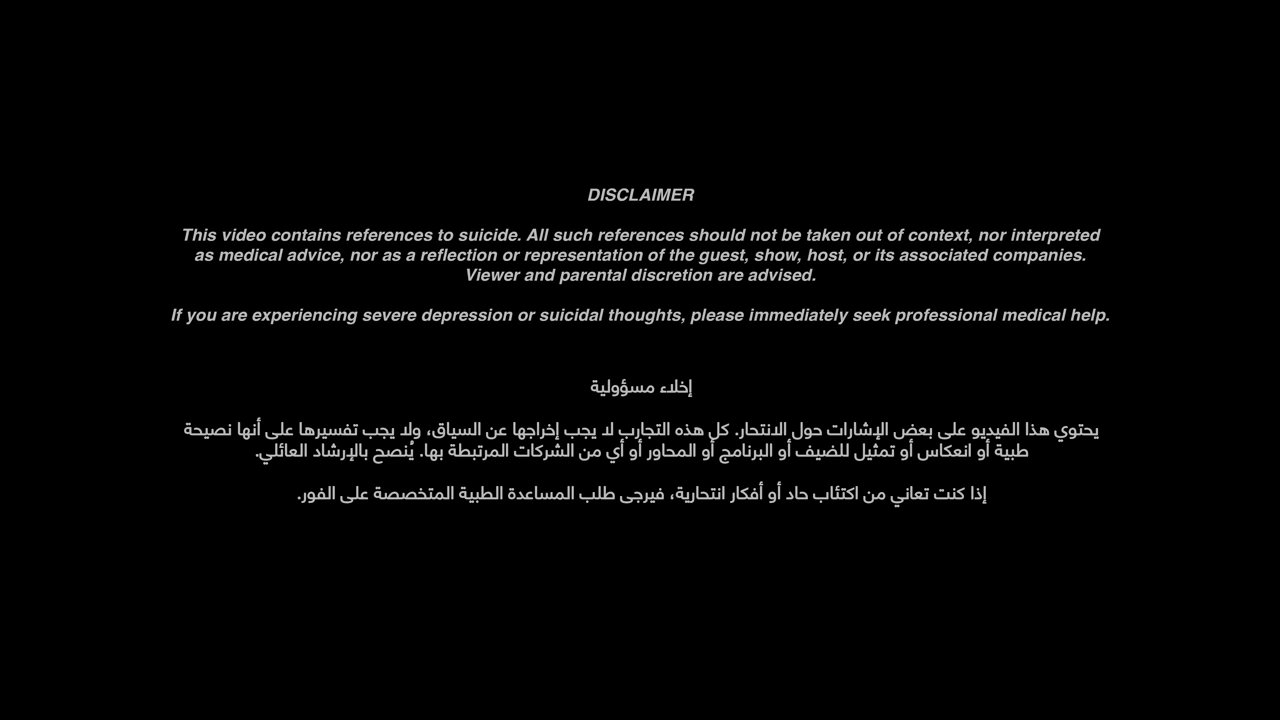 DISCLAIMER
This video contains references to suicide. All such references should not be taken out of context, nor interpreted
as medical advice, nor as a reflection or representation of the guest, show, host, or its associated companies.
Viewer and parental discretion are advised.
If you are experiencing severe depression or suicidal thoughts, please immediately seek professional medical help.
إخلاء مسؤولية
يحتوي هذا الفيديو على بعض الإشارات حول الانتحار. كل هذه التجارب لا يجب إخراجها عن السياق، ولا يجب تفسيرها على أنها نصيحة
طبية أو انعكاس أو تمثيل للضيف أو البرنامج أو المحاور أو أي من الشركات المرتبطة بها. يُنصح بالإرشاد العائلي.
إذا كنت تعاني من اكتئاب حاد أو أفكار انتحارية، فيرجى طلب المساعدة الطبية المتخصصة على الفور.